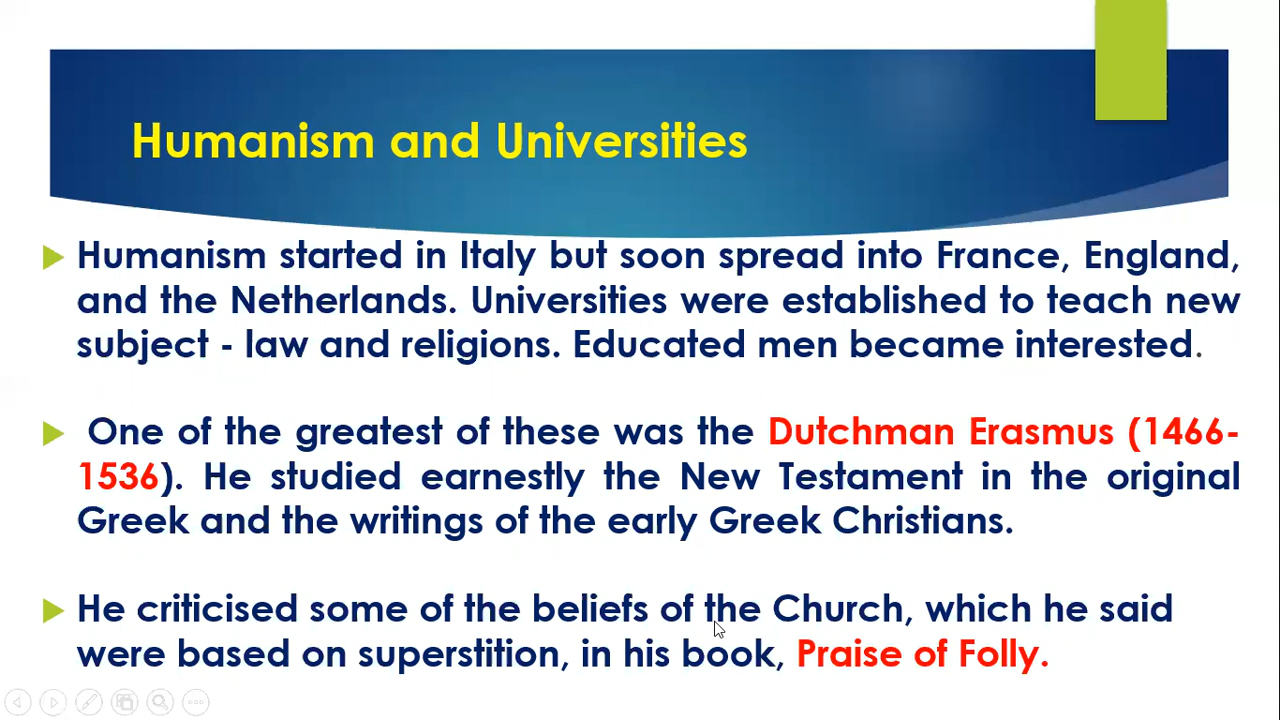 Humanism and Universities
Humanism started in Italy but soon spread into France, England,
and the Netherlands. Universities were established to teach new
subject - law and religions. Educated men became interested.
One of the greatest of these was the Dutchman Erasmus (1466-
1536). He studied earnestly the New Testament in the original
Greek and the writings of the early Greek Christians.
He criticised some of the beliefs of the Church, which he said
were based on superstition, in his book, Praise of Folly.